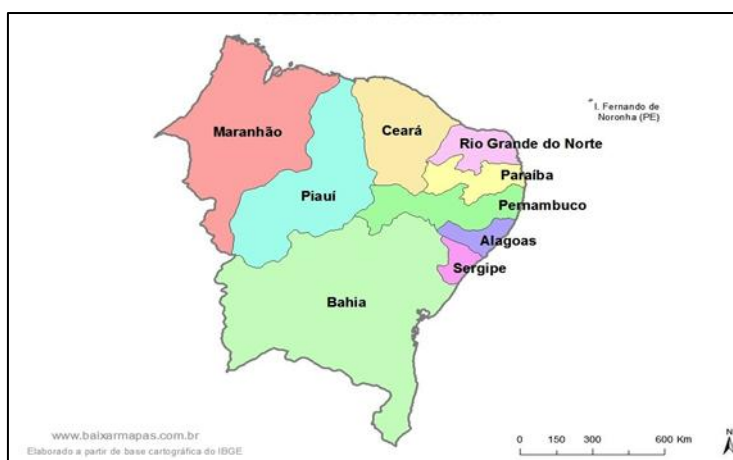 Maranhão
Ceará
I. Fernando de
Noronha (PE)
Rio Grande do Norte
Paraíba
Piauí
Pernambuco
Alagoas
Sergipe
Bahia
www.baixarmapas.com.br
Elaborado a partir de base cartográfica do IBGE
0 150 300 600 Km
N